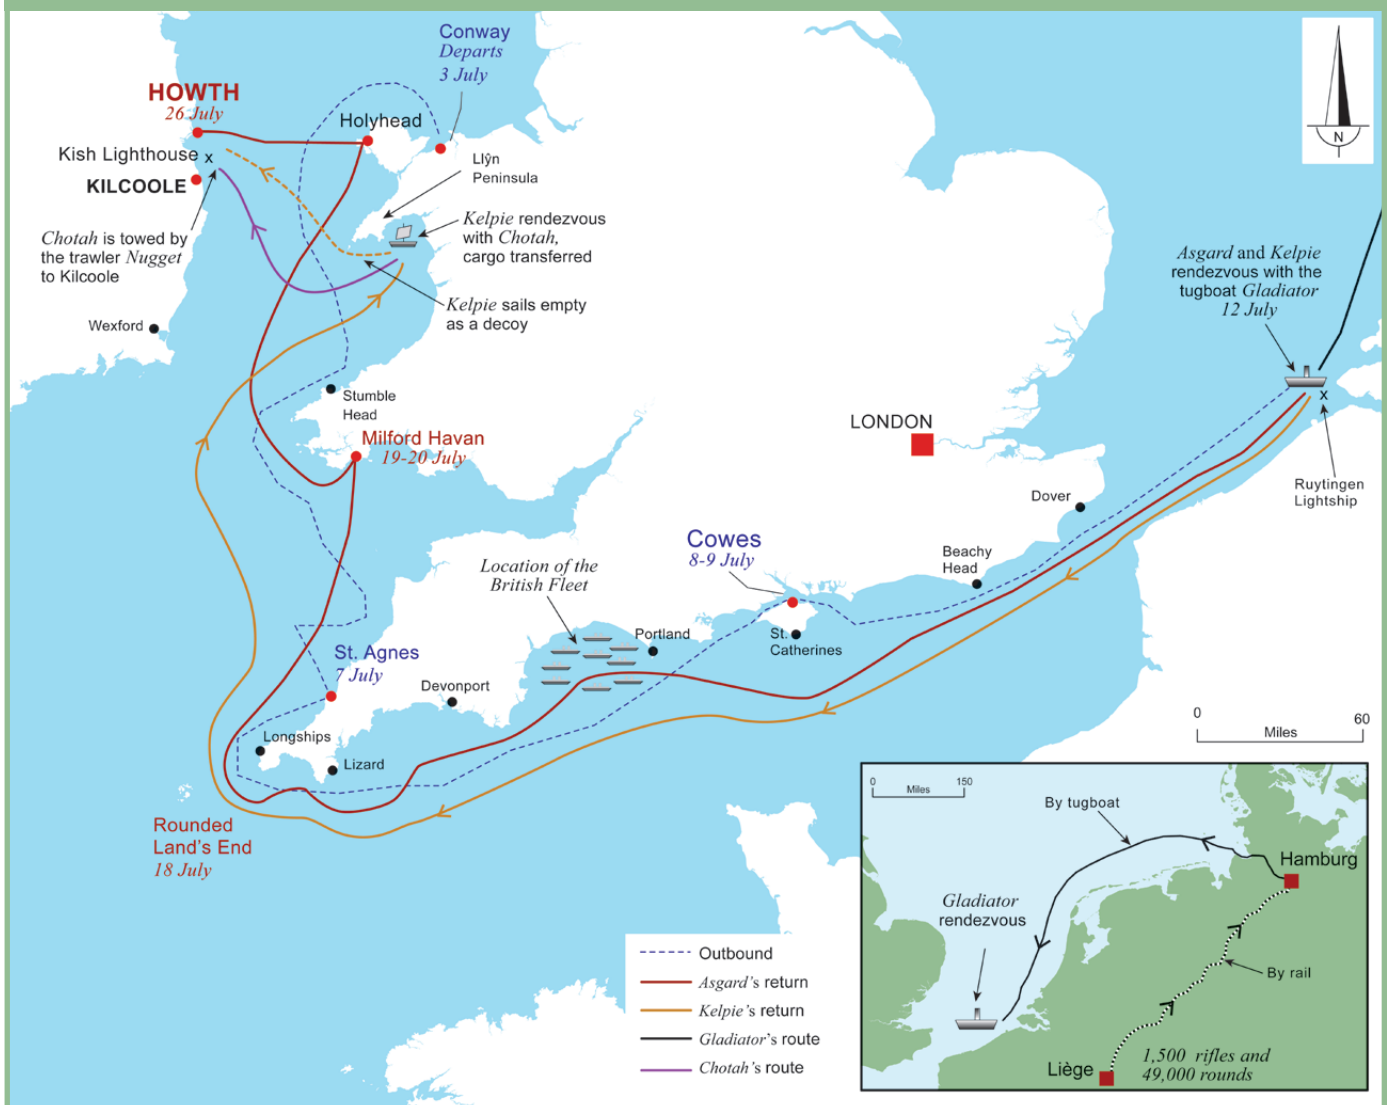 Conway
Departs
3 July
HOWTH
26 July
Holyhead
Kish Lighthouse x
KILCOOLE
Llŷn
Peninsula
Chotah is towed by
the trawler Nugget
to Kilcoole
Kelpie rendezvous
with Chotah,
cargo transferred
Kelpie sails empty
as a decoy
Wexford
N
Asgard and Kelpie
rendezvous with the
tugboat Gladiator
12 July
x
Ruytingen
Lightship
Stumble
Head
Milford Havan
19-20 July
LONDON
Dover
Beachy
Head
Cowes
8-9 July
Location of the
British Fleet
Portland
St.
Catherines
St. Agnes
7 July
Devonport
Longships
Lizard
Rounded
Land's End
18 July
0 60
Miles
0 150
Miles
By tugboat
Hamburg
Gladiator
rendezvous
By rail
Liège
1,500 rifles and
49,000 rounds
Outbound
Asgard's return
Kelpie's return
Gladiator's route
Chotah's route